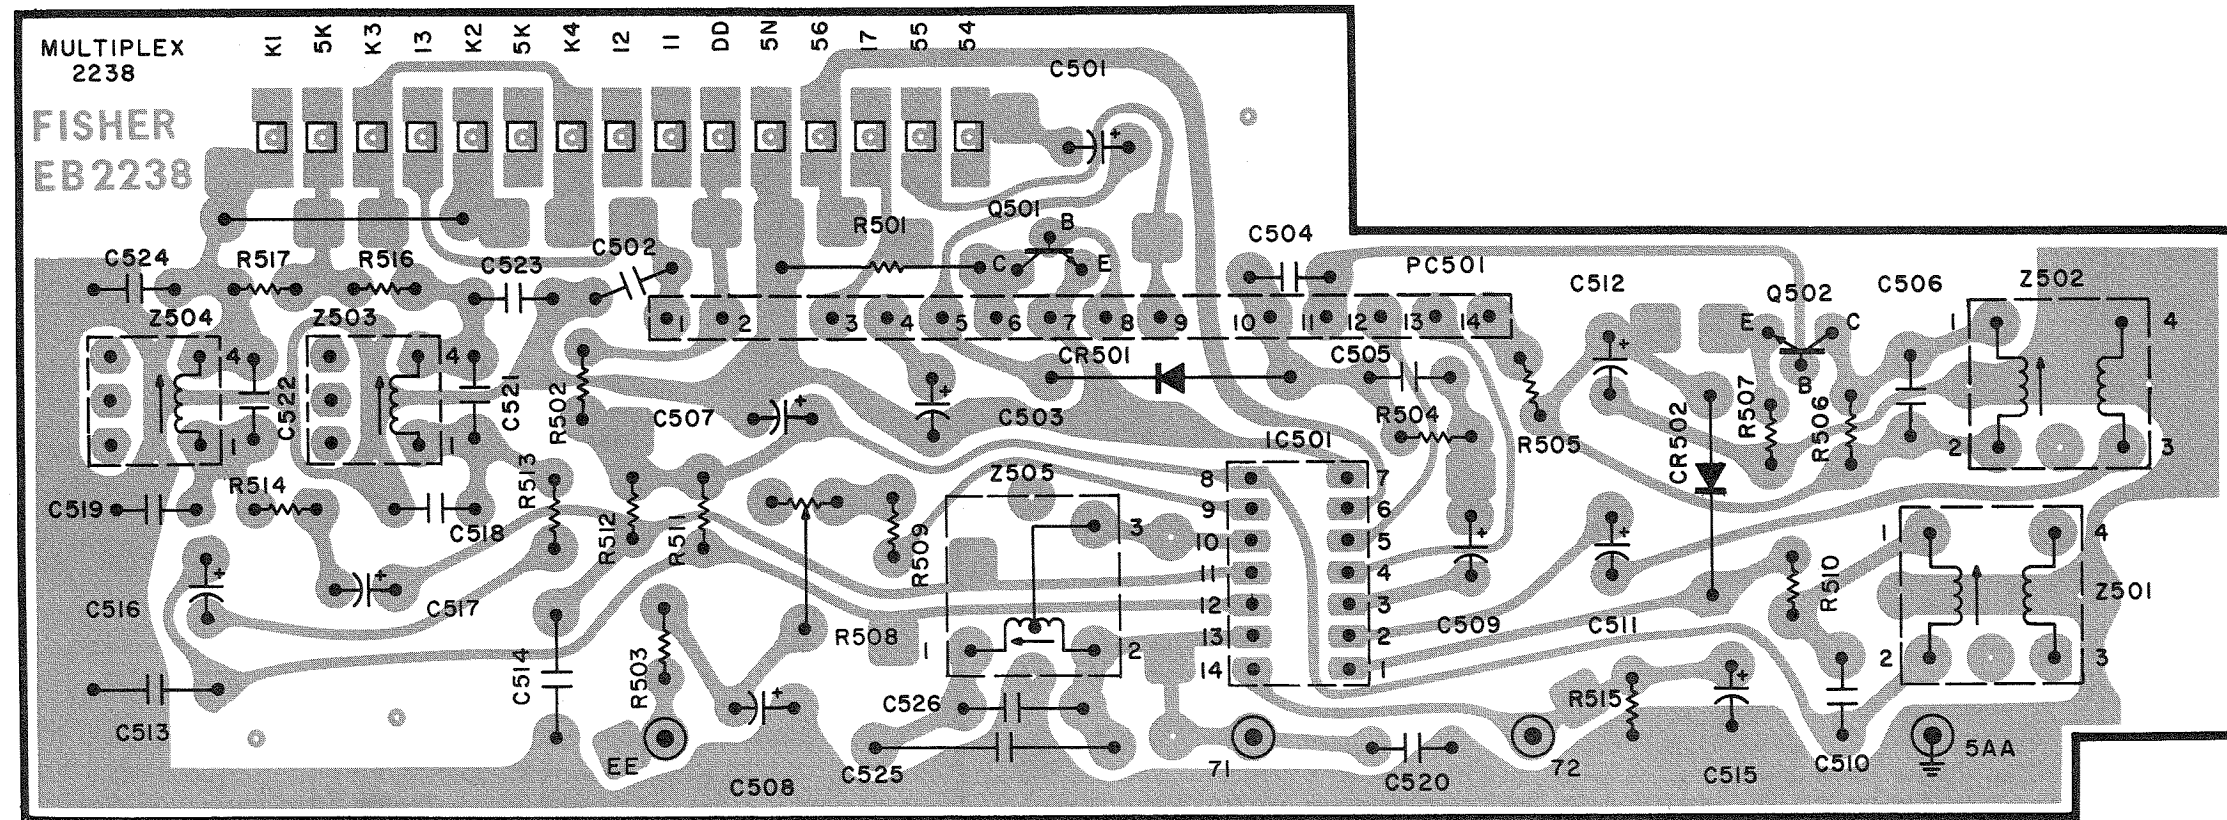 MULTIPLEX
2238
FISHER
EB2238
K1 5K K3 13 K2 5K K4 12 11 DD 5N 56 17 55 54
C501
Q501 B C E
R501
C502
C504
PC501
C512
Q502 E C B
C506
Z502 1 4 2 3
C524
R517
R516
C523
Z504 4 1
Z503 4 1
1 2 3 4 5 6 7 8 9 10 11 12 13 14
CR501
C505
C522
C521
R502
C507
C503
R504
R505
CR502
R507
R506
IC501
8 7
9 6
10 5
11 4
12 3
13 2
14 1
Z505 3 1 2
C519
R514
C518
R513
R512
R511
R509
C516
C517
R508
C509
C511
R510
Z501 1 4 2 3
C513
C514
R503
C526
R515
EE
C508
C525
71
C520
72
C515
C510
5AA